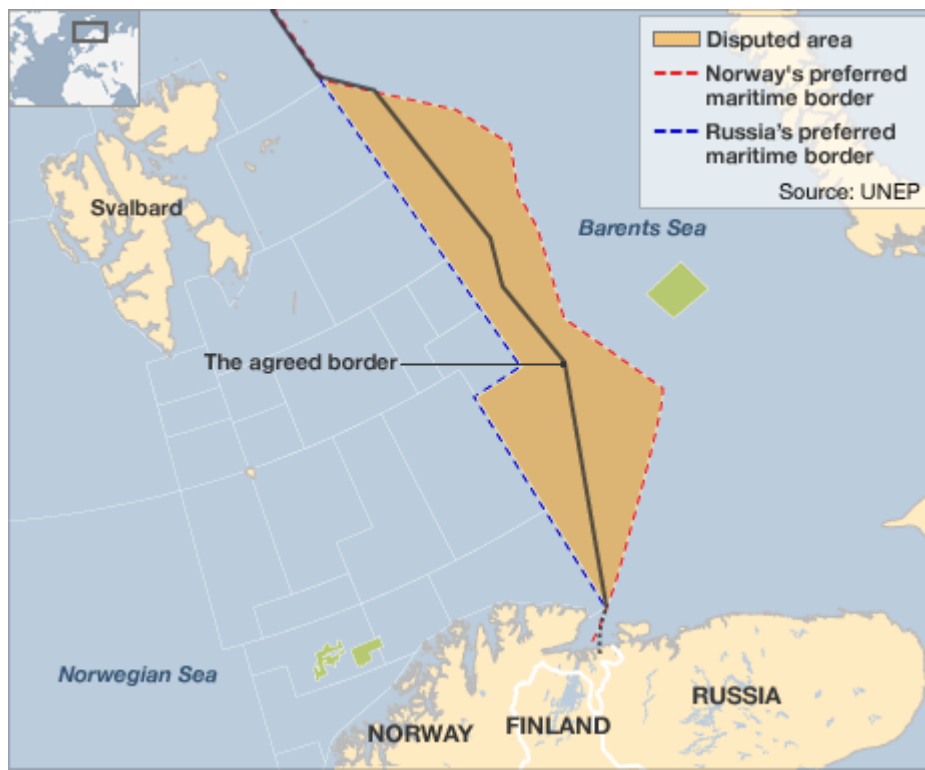 Disputed area
Norway's preferred
maritime border
Russia's preferred
maritime border
Source: UNEP
Svalbard
Barents Sea
The agreed border
Norwegian Sea
NORWAY
FINLAND
RUSSIA